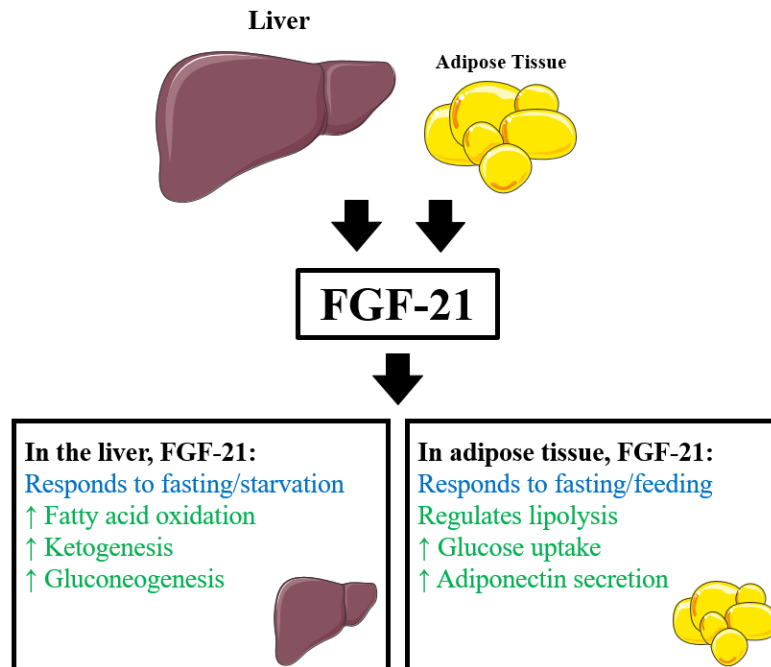 Liver
Adipose Tissue
FGF-21
In the liver, FGF-21:
Responds to fasting/starvation
↑ Fatty acid oxidation
↑ Ketogenesis
↑ Gluconeogenesis
In adipose tissue, FGF-21:
Responds to fasting/feeding
Regulates lipolysis
↑ Glucose uptake
↑ Adiponectin secretion